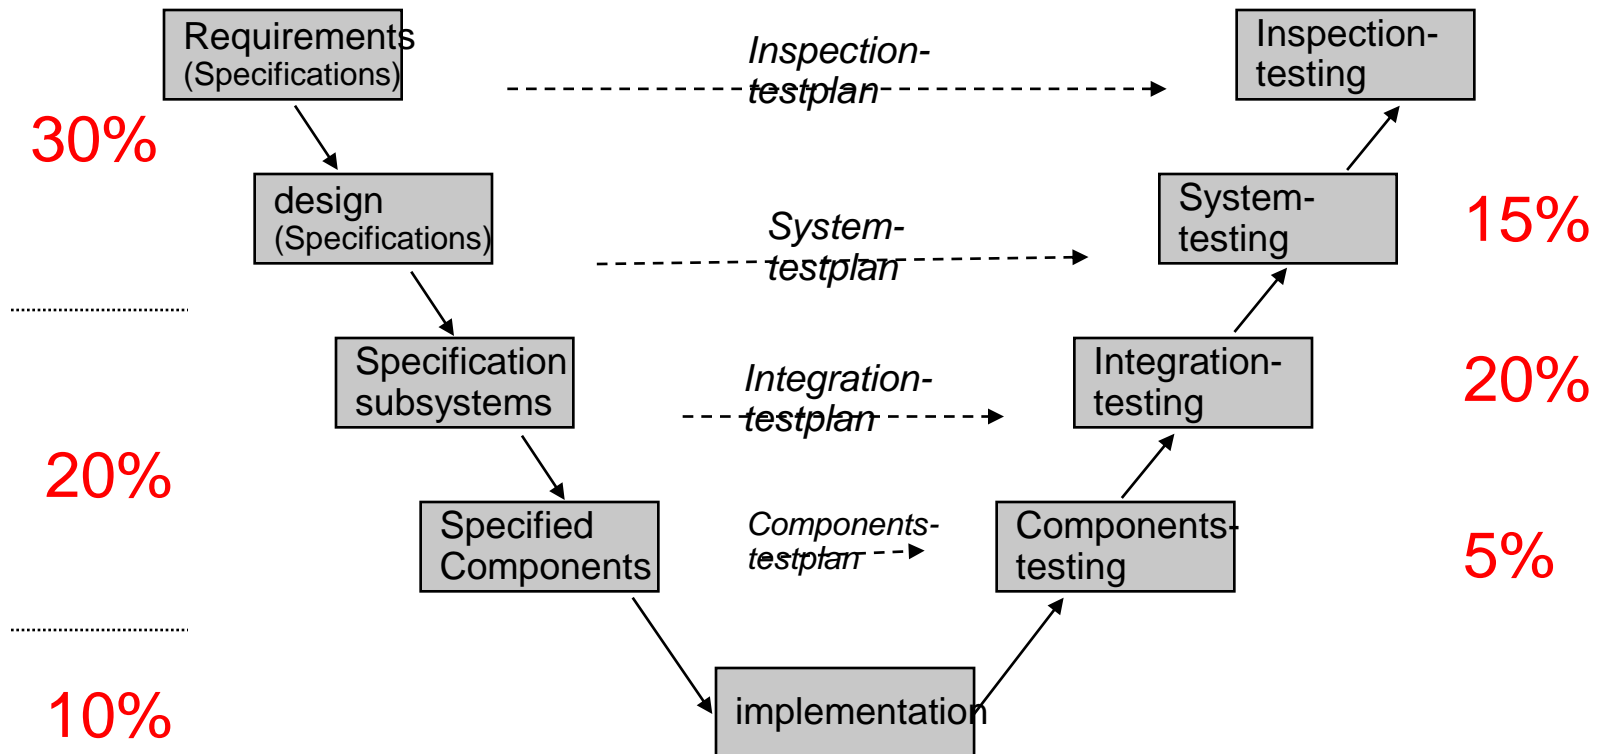 Requirements
(Specifications)
Inspection-
testplan
Inspection-
testing
30%
design
(Specifications)
System-
testplan
System-
testing
15%
Specification
subsystems
Integration-
testplan
Integration-
testing
20%
20%
Specified
Components
Components-
testplan
Components-
testing
5%
10%
implementation